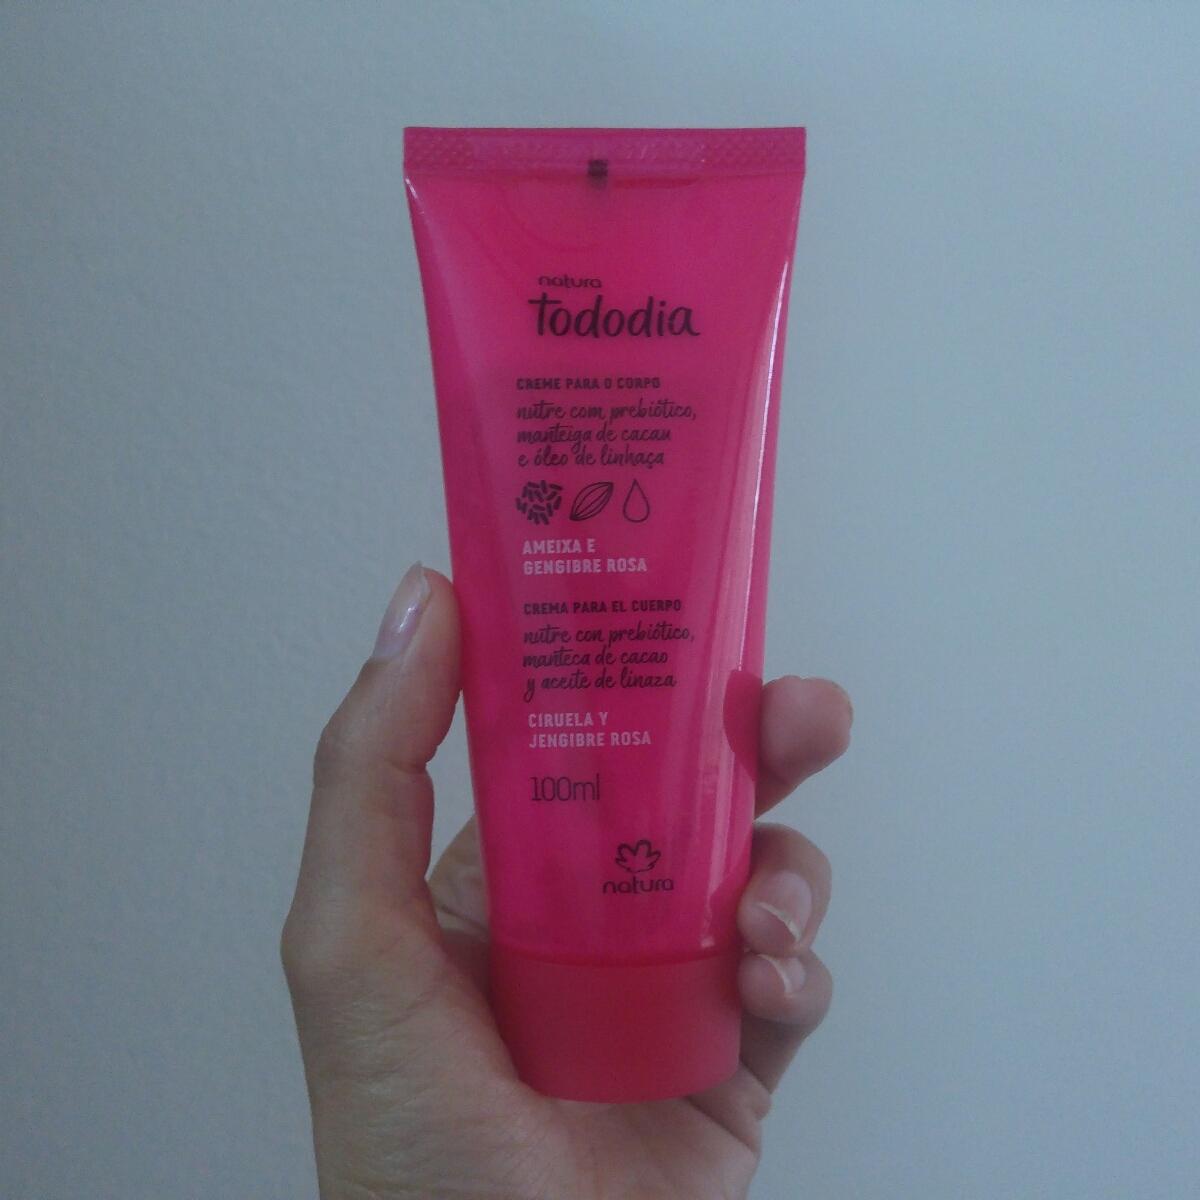 natura
tododia
CREME PARA O CORPO
nutre com prebiótico,
manteiga de cacau
e óleo de linhaça
AMEIXA E
GENGIBRE ROSA
CREMA PARA EL CUERPO
nutre con prebiótico,
manteca de cacao
y aceite de linaza
CIRUELA Y
JENGIBRE ROSA
100ml
natura